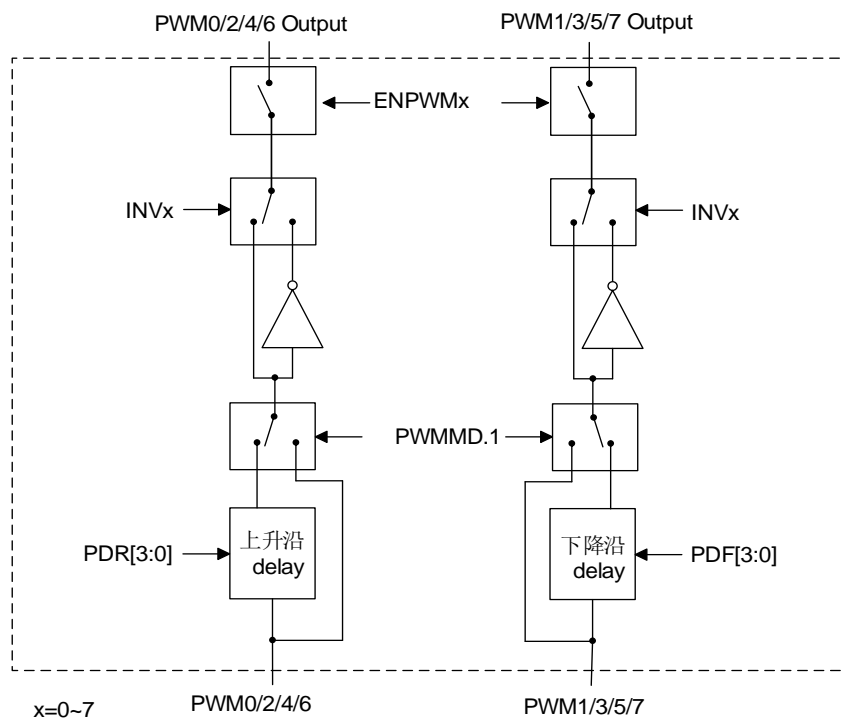 PWM0/2/4/6 Output
PWM1/3/5/7 Output
ENPWMx
INVx
INVx
PWMMD.1
PDR[3:0]
上升沿
delay
下降沿
delay
PDF[3:0]
PWM0/2/4/6
PWM1/3/5/7
x=0~7